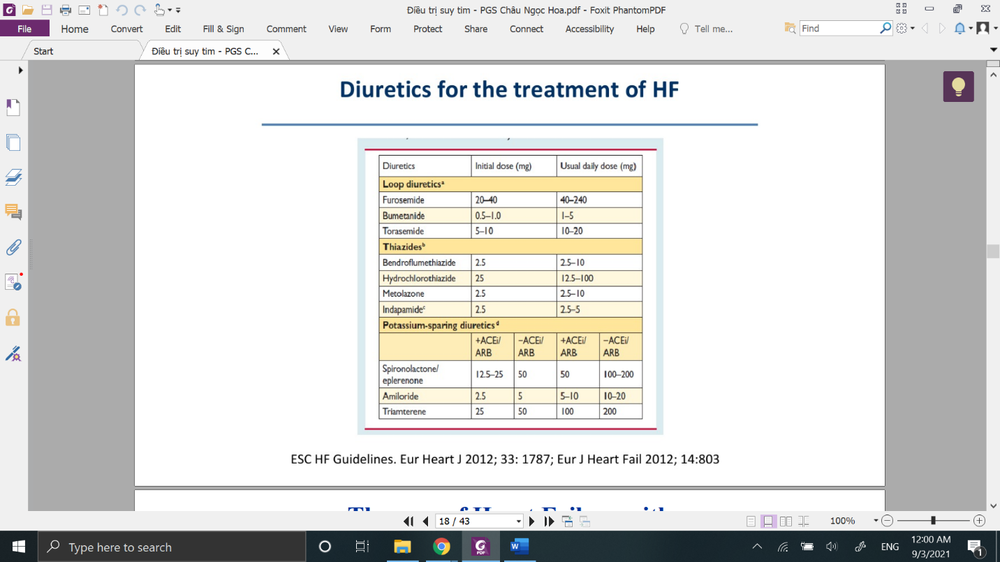 Điều trị suy tim - PGS Châu Ngọc Hoa.pdf - Foxit PhantomPDF
File Home Convert Edit Fill & Sign Comment View Form Protect Share Connect Accessibility Help Tell me... Find
Start Điều trị suy tim - PGS C...
Diuretics for the treatment of HF
Diuretics Initial dose (mg) Usual daily dose (mg)
Loop diureticsᵃ
Furosemide 20–40 40–240
Bumetanide 0.5–1.0 1–5
Torasemide 5–10 10–20
Thiazidesᵇ
Bendroflumethiazide 2.5 2.5–10
Hydrochlorothiazide 25 12.5–100
Metolazone 2.5 2.5–10
Indapamideᶜ 2.5 2.5–5
Potassium-sparing diureticsᵈ
+ACEi/ −ACEi/ +ACEi/ −ACEi/
ARB ARB ARB ARB
Spironolactone/
eplerenone 12.5–25 50 50 100–200
Amiloride 2.5 5 5–10 10–20
Triamterene 25 50 100 200
ESC HF Guidelines. Eur Heart J 2012; 33: 1787; Eur J Heart Fail 2012; 14:803
18 / 43 100%
Type here to search
ENG
12:00 AM
9/3/2021
1